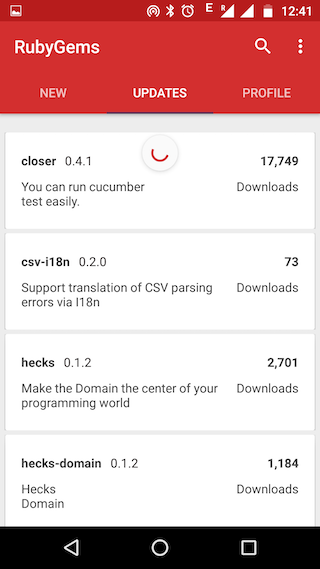 E R 12:41
RubyGems
NEW UPDATES PROFILE
closer 0.4.1 17,749
You can run cucumber Downloads
test easily.
csv-i18n 0.2.0 73
Support translation of CSV parsing Downloads
errors via I18n
hecks 0.1.2 2,701
Make the Domain the center of your Downloads
programming world
hecks-domain 0.1.2 1,184
Hecks Downloads
Domain